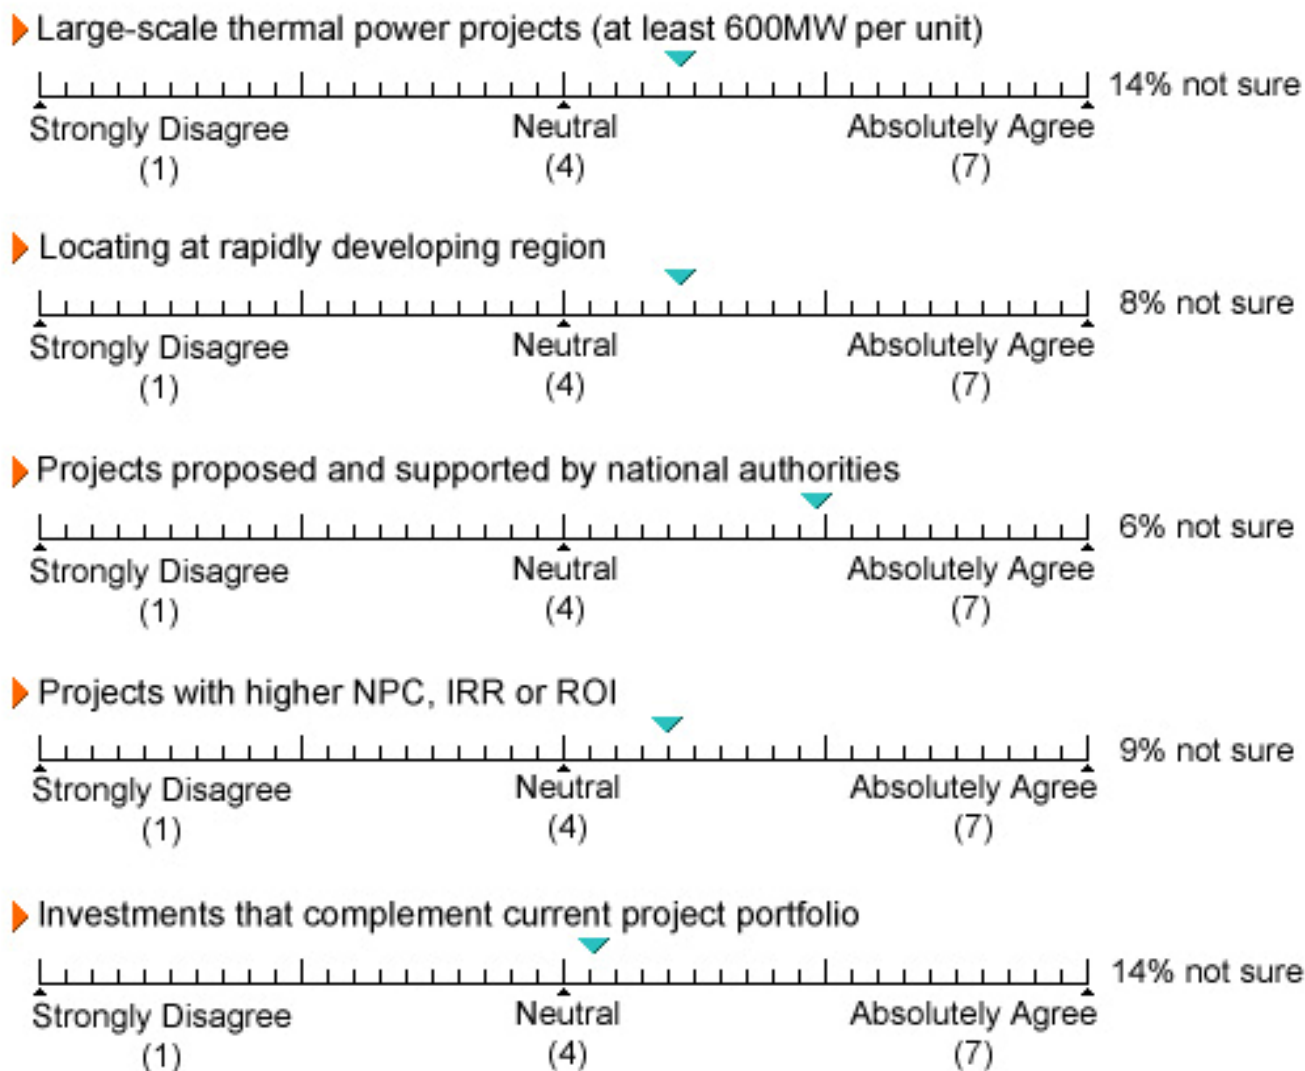 Large-scale thermal power projects (at least 600MW per unit)
14% not sure
Strongly Disagree Neutral Absolutely Agree
(1) (4) (7)
Locating at rapidly developing region
8% not sure
Strongly Disagree Neutral Absolutely Agree
(1) (4) (7)
Projects proposed and supported by national authorities
6% not sure
Strongly Disagree Neutral Absolutely Agree
(1) (4) (7)
Projects with higher NPC, IRR or ROI
9% not sure
Strongly Disagree Neutral Absolutely Agree
(1) (4) (7)
Investments that complement current project portfolio
14% not sure
Strongly Disagree Neutral Absolutely Agree
(1) (4) (7)